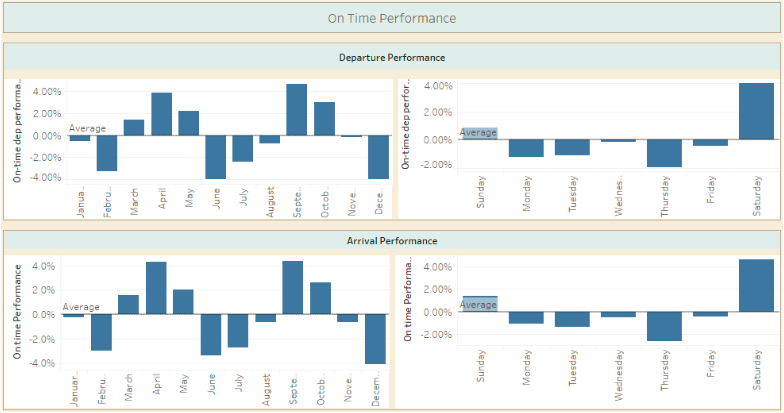 On Time Performance
Departure Performance
On-time dep performa..
4.00%
2.00%
0.00%
-2.00%
-4.00%
Average
Janua..
Febru..
March
April
May
June
July
August
Septe..
Octob..
Nove..
Dece..
On-time dep perfor..
4.00%
2.00%
0.00%
-2.00%
Average
Sunday
Monday
Tuesday
Wednes..
Thursday
Friday
Saturday
Arrival Performance
On time Performance
4.0%
2.0%
0.0%
-2.0%
-4.0%
Average
Januar..
Febru..
March
April
May
June
July
August
Septe..
Octob..
Nove..
Decem..
On time Performa..
4.00%
2.00%
0.00%
-2.00%
Average
Sunday
Monday
Tuesday
Wednesday
Thursday
Friday
Saturday